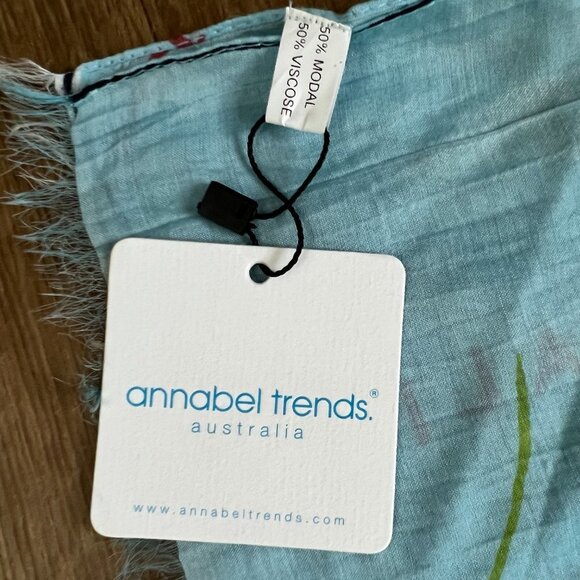 50% MODAL
50% VISCOSE
annabel trends.®
australia
www.annabeltrends.com